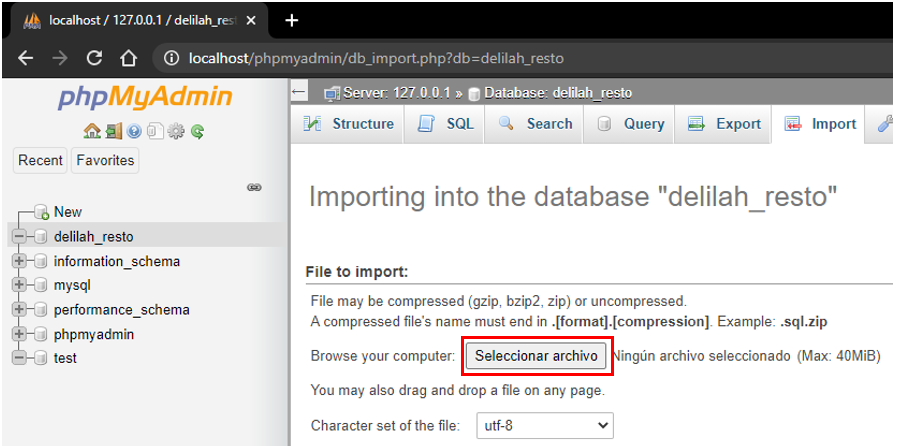 localhost / 127.0.0.1 / delilah_rest
localhost/phpmyadmin/db_import.php?db=delilah_resto
phpMyAdmin
Recent
Favorites
New
delilah_resto
information_schema
mysql
performance_schema
phpmyadmin
test
Server: 127.0.0.1 » Database: delilah_resto
Structure
SQL
Search
Query
Export
Import
Importing into the database "delilah_resto"
File to import:
File may be compressed (gzip, bzip2, zip) or uncompressed.
A compressed file's name must end in .[format].[compression]. Example: .sql.zip
Browse your computer: Seleccionar archivo Ningún archivo seleccionado (Max: 40MiB)
You may also drag and drop a file on any page.
Character set of the file: utf-8